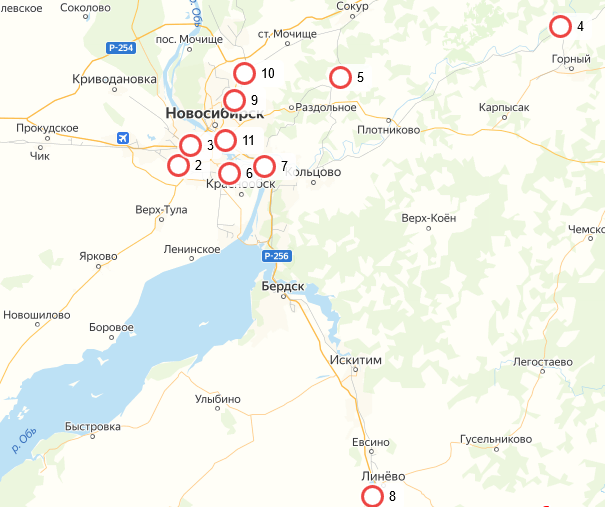 левское
Соколово
р. Обь
Сокур
4
пос. Мочище
ст. Мочище
Р-254
Горный
10
5
Криводановка
9
Раздольное
Карпысак
Новосибирск
Прокудское
Плотниково
11
3
Чик
2
6
7
Кольцово
Краснообск
Верх-Тула
Верх-Коён
Чемско
Ленинское
Ярково
Р-256
Бердск
Новошилово
Боровое
Искитим
Легостаево
Улыбино
Быстровка
р. Обь
Евсино
Гусельниково
Линёво
8